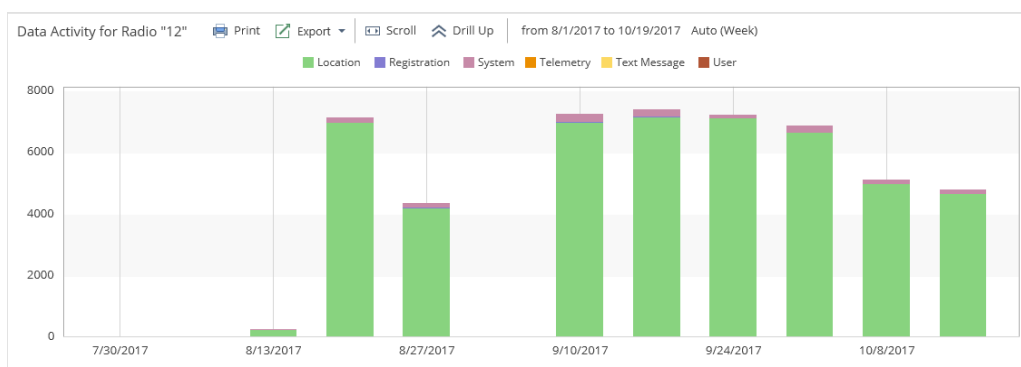 Data Activity for Radio "12" Print Export Scroll Drill Up from 8/1/2017 to 10/19/2017 Auto (Week)
Location Registration System Telemetry Text Message User
8000
6000
4000
2000
0
7/30/2017 8/13/2017 8/27/2017 9/10/2017 9/24/2017 10/8/2017